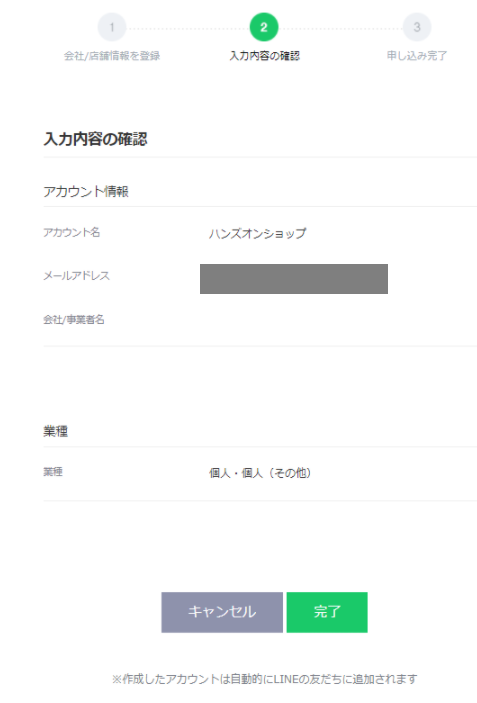 1
2
3
会社/店舗情報を登録
入力内容の確認
申し込み完了
入力内容の確認
アカウント情報
アカウント名
ハンズオンショップ
メールアドレス
会社/事業者名
業種
業種
個人・個人（その他）
キャンセル
完了
※作成したアカウントは自動的にLINEの友だちに追加されます